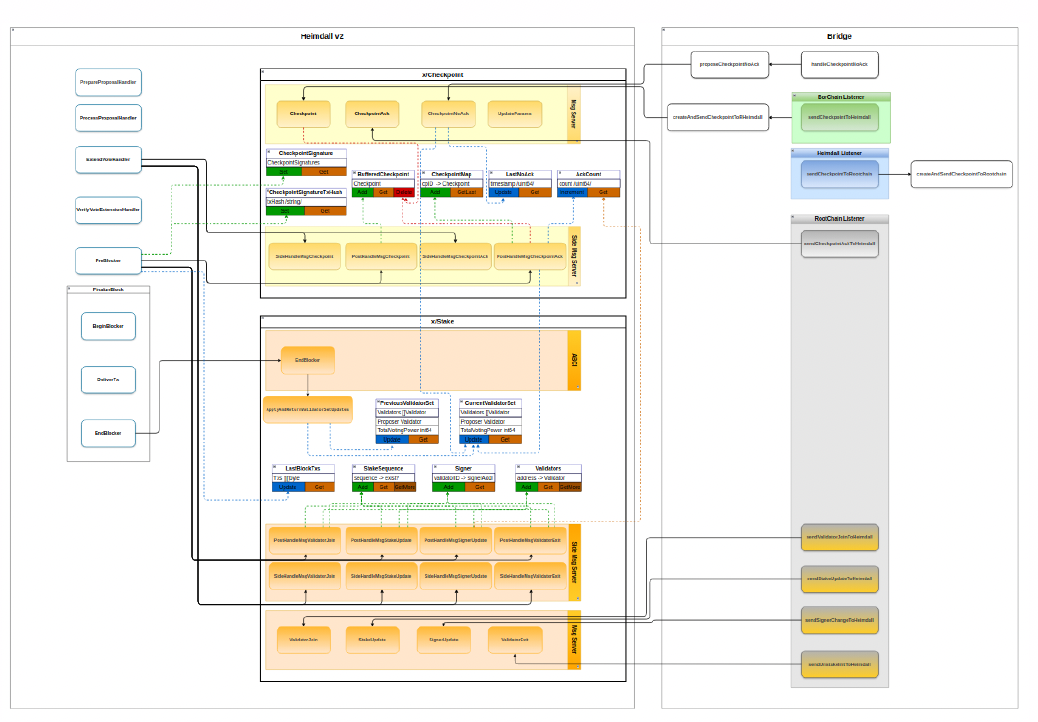 Heimdall v2
Bridge
PrepareProposalHandler
ProcessProposalHandler
ExtendVoteHandler
VerifyVoteExtensionHandler
PreBlocker
FinalizeBlock
BeginBlocker
DeliverTx
EndBlocker
x/Checkpoint
Checkpoint
CheckpointAck
CheckpointNoAck
UpdateParams
Msg Server
CheckpointSignature
CheckpointSignatures
Set
Get
CheckpointSignatureTxHash
txHash /string/
Set
Get
BufferedCheckpoint
Checkpoint
Add
Get
CheckpointMap
cpID -> Checkpoint
Add
Get
GetLast
LastNoAck
timestamp /uint64/
Update
Get
AckCount
count /uint64/
Increment
Get
SideHandleMsgCheckpoint
PostHandleMsgCheckpoint
SideHandleMsgCheckpointAck
PostHandleMsgCheckpointAck
Side Msg Server
x/Stake
EndBlocker
ABCI
ApplyAndReturnValidatorSetUpdates
PreviousValidatorSet
Validators []Validator
Proposer Validator
TotalVotingPower int64
Update
Get
CurrentValidatorSet
Validators []Validator
Proposer Validator
TotalVotingPower int64
Update
Get
LastBlockTxs
Txs [][]byte
Update
Get
StakeSequence
sequence -> exist?
Add
Get
GetMore
Signer
validatorID -> signerAddr
Add
Get
Validators
address -> Validator
Add
Get
GetMore
PostHandleMsgValidatorJoin
PostHandleMsgStakeUpdate
PostHandleMsgSignerUpdate
PostHandleMsgValidatorExit
SideHandleMsgValidatorJoin
SideHandleMsgStakeUpdate
SideHandleMsgSignerUpdate
SideHandleMsgValidatorExit
Side Msg Server
ValidatorJoin
StakeUpdate
SignerUpdate
ValidatorExit
Msg Server
proposeCheckpointNoAck
handleCheckpointNoAck
createAndSendCheckpointToHeimdall
BorChain Listener
sendCheckpointToHeimdall
Heimdall Listener
sendCheckpointToRootchain
createAndSendCheckpointToRootchain
RootChain Listener
sendCheckpointAckToHeimdall
sendValidatorJoinToHeimdall
sendStakeUpdateToHeimdall
sendSignerChangeToHeimdall
sendUnstakeInitToHeimdall